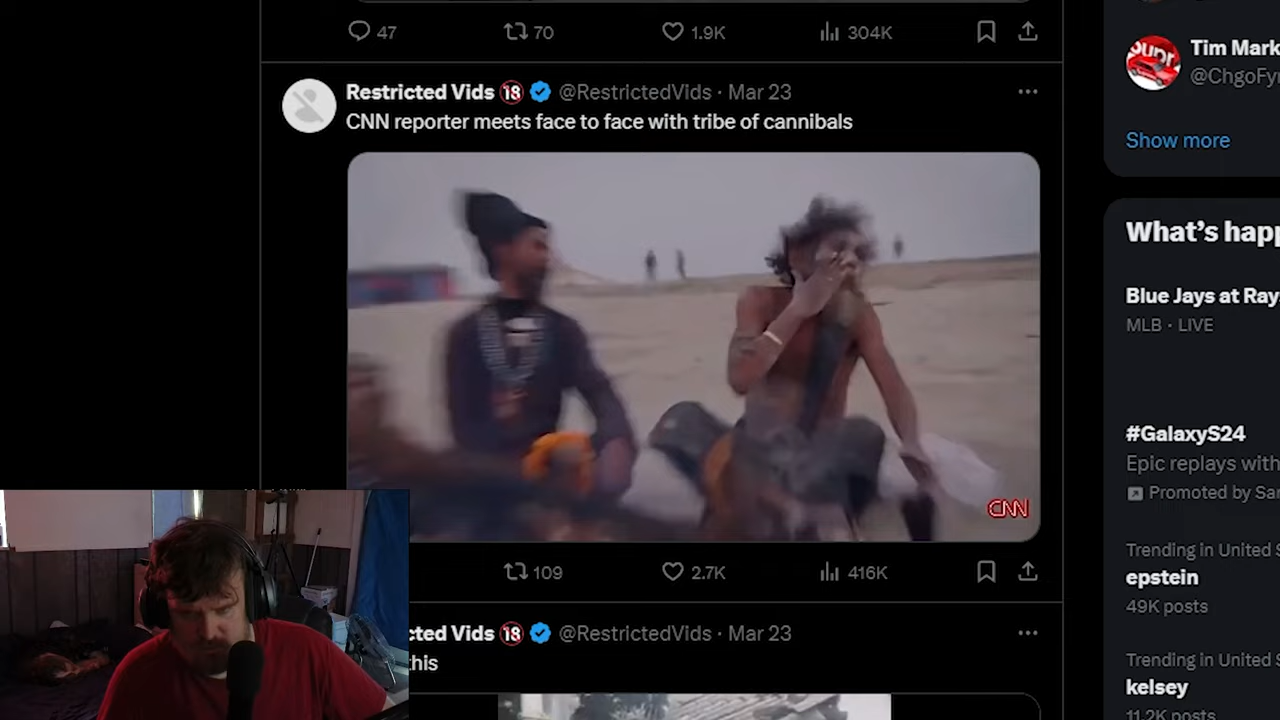 47 70 1.9K 304K
Restricted Vids 18 @RestrictedVids · Mar 23
CNN reporter meets face to face with tribe of cannibals
CNN
109 2.7K 416K
cted Vids 18 @RestrictedVids · Mar 23
this
Tim Mark
@ChgoFy
Show more
What's happ
Blue Jays at Ray
MLB · LIVE
#GalaxyS24
Epic replays with
Promoted by Sa
Trending in United S
epstein
49K posts
Trending in United S
kelsey
11.2K posts